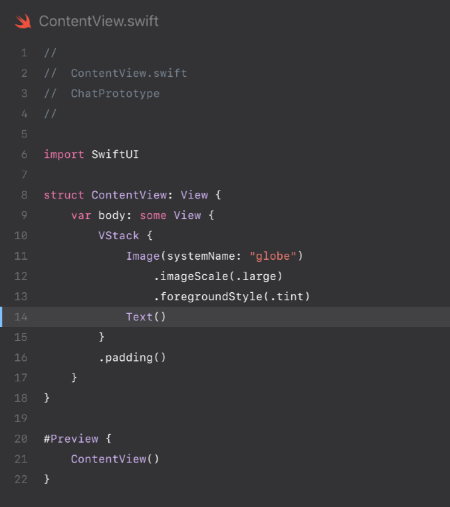 ContentView.swift
1 //
2 //  ContentView.swift
3 //  ChatPrototype
4 //
5
6 import SwiftUI
7
8 struct ContentView: View {
9     var body: some View {
10         VStack {
11             Image(systemName: "globe")
12                 .imageScale(.large)
13                 .foregroundStyle(.tint)
14             Text()
15         }
16         .padding()
17     }
18 }
19
20 #Preview {
21     ContentView()
22 }